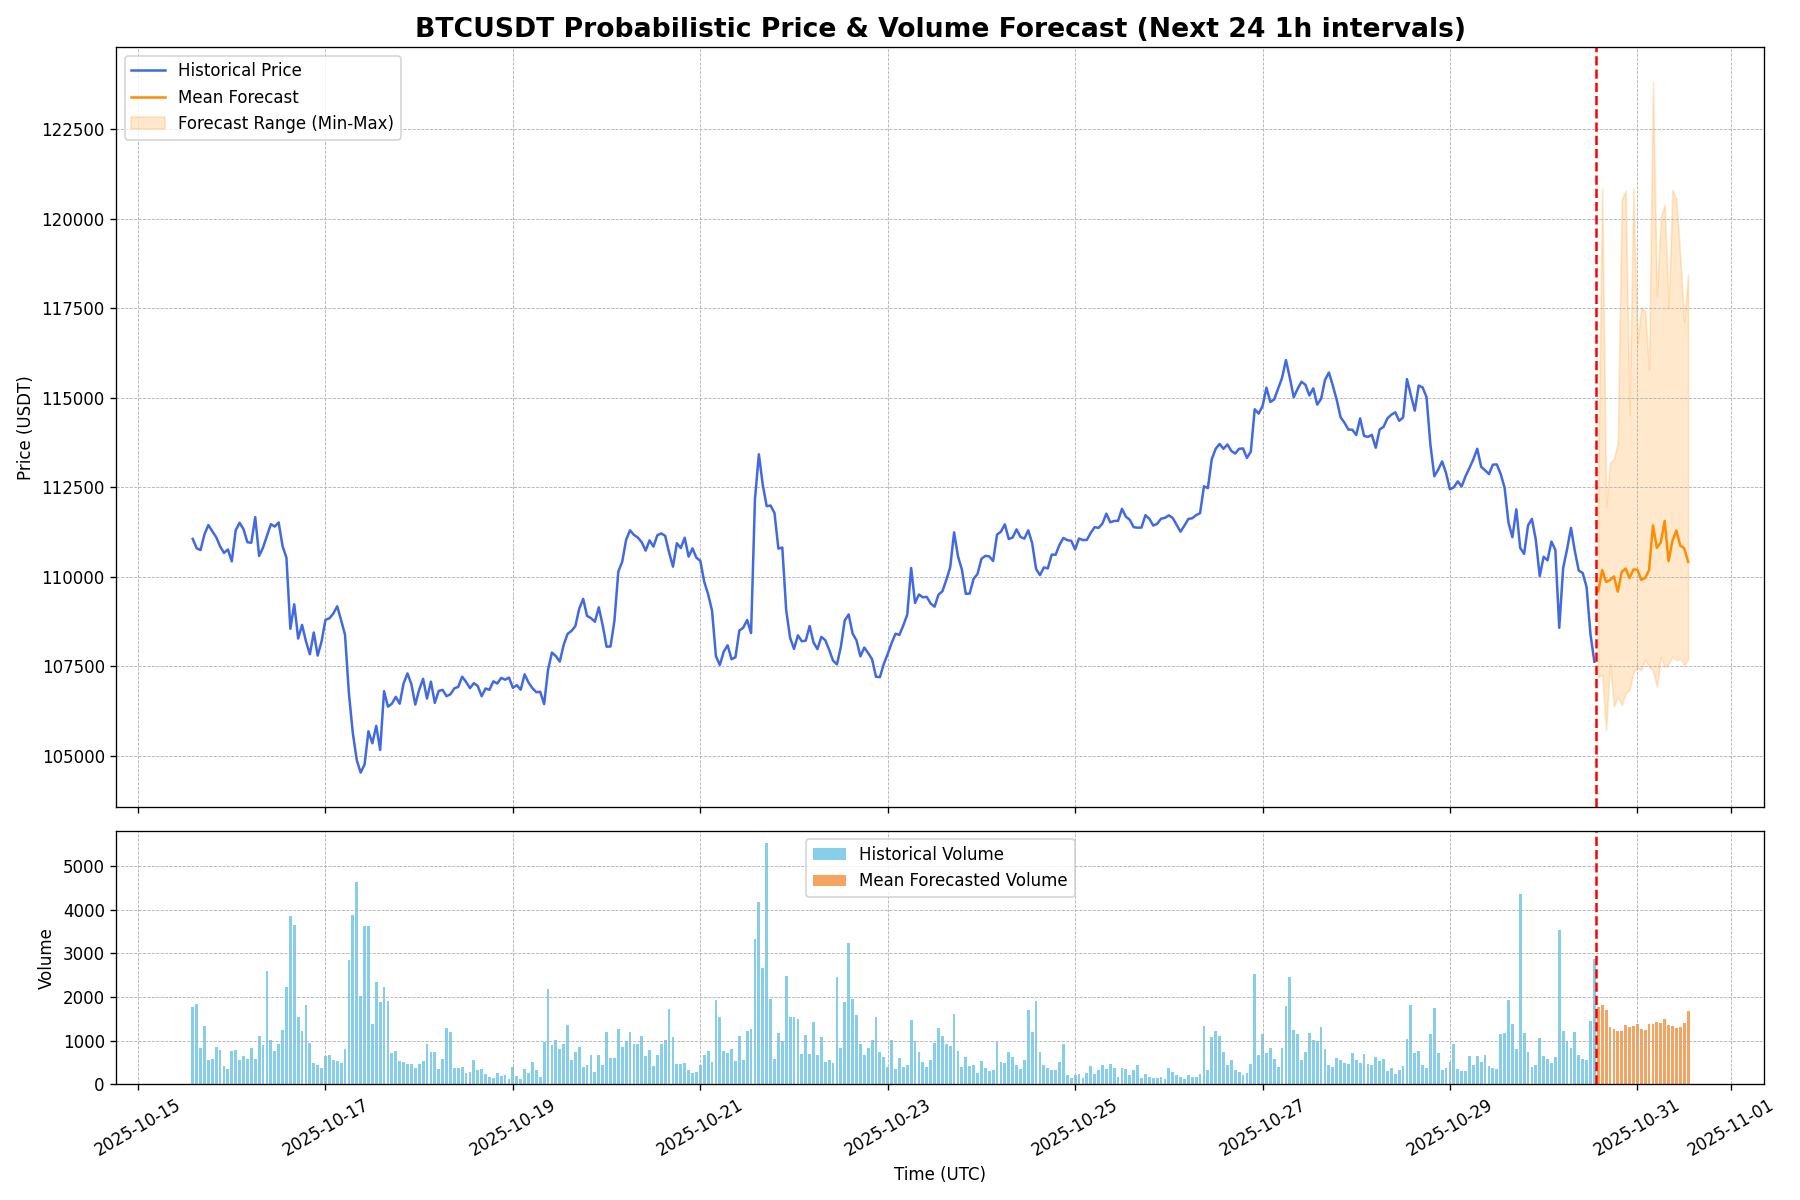 BTCUSDT Probabilistic Price & Volume Forecast (Next 24 1h intervals)
Historical Price
Mean Forecast
Forecast Range (Min-Max)
122500
120000
117500
115000
112500
110000
107500
105000
Price (USDT)
Historical Volume
Mean Forecasted Volume
5000
4000
3000
2000
1000
0
Volume
2025-10-15
2025-10-17
2025-10-19
2025-10-21
2025-10-23
2025-10-25
2025-10-27
2025-10-29
2025-10-31
2025-11-01
Time (UTC)